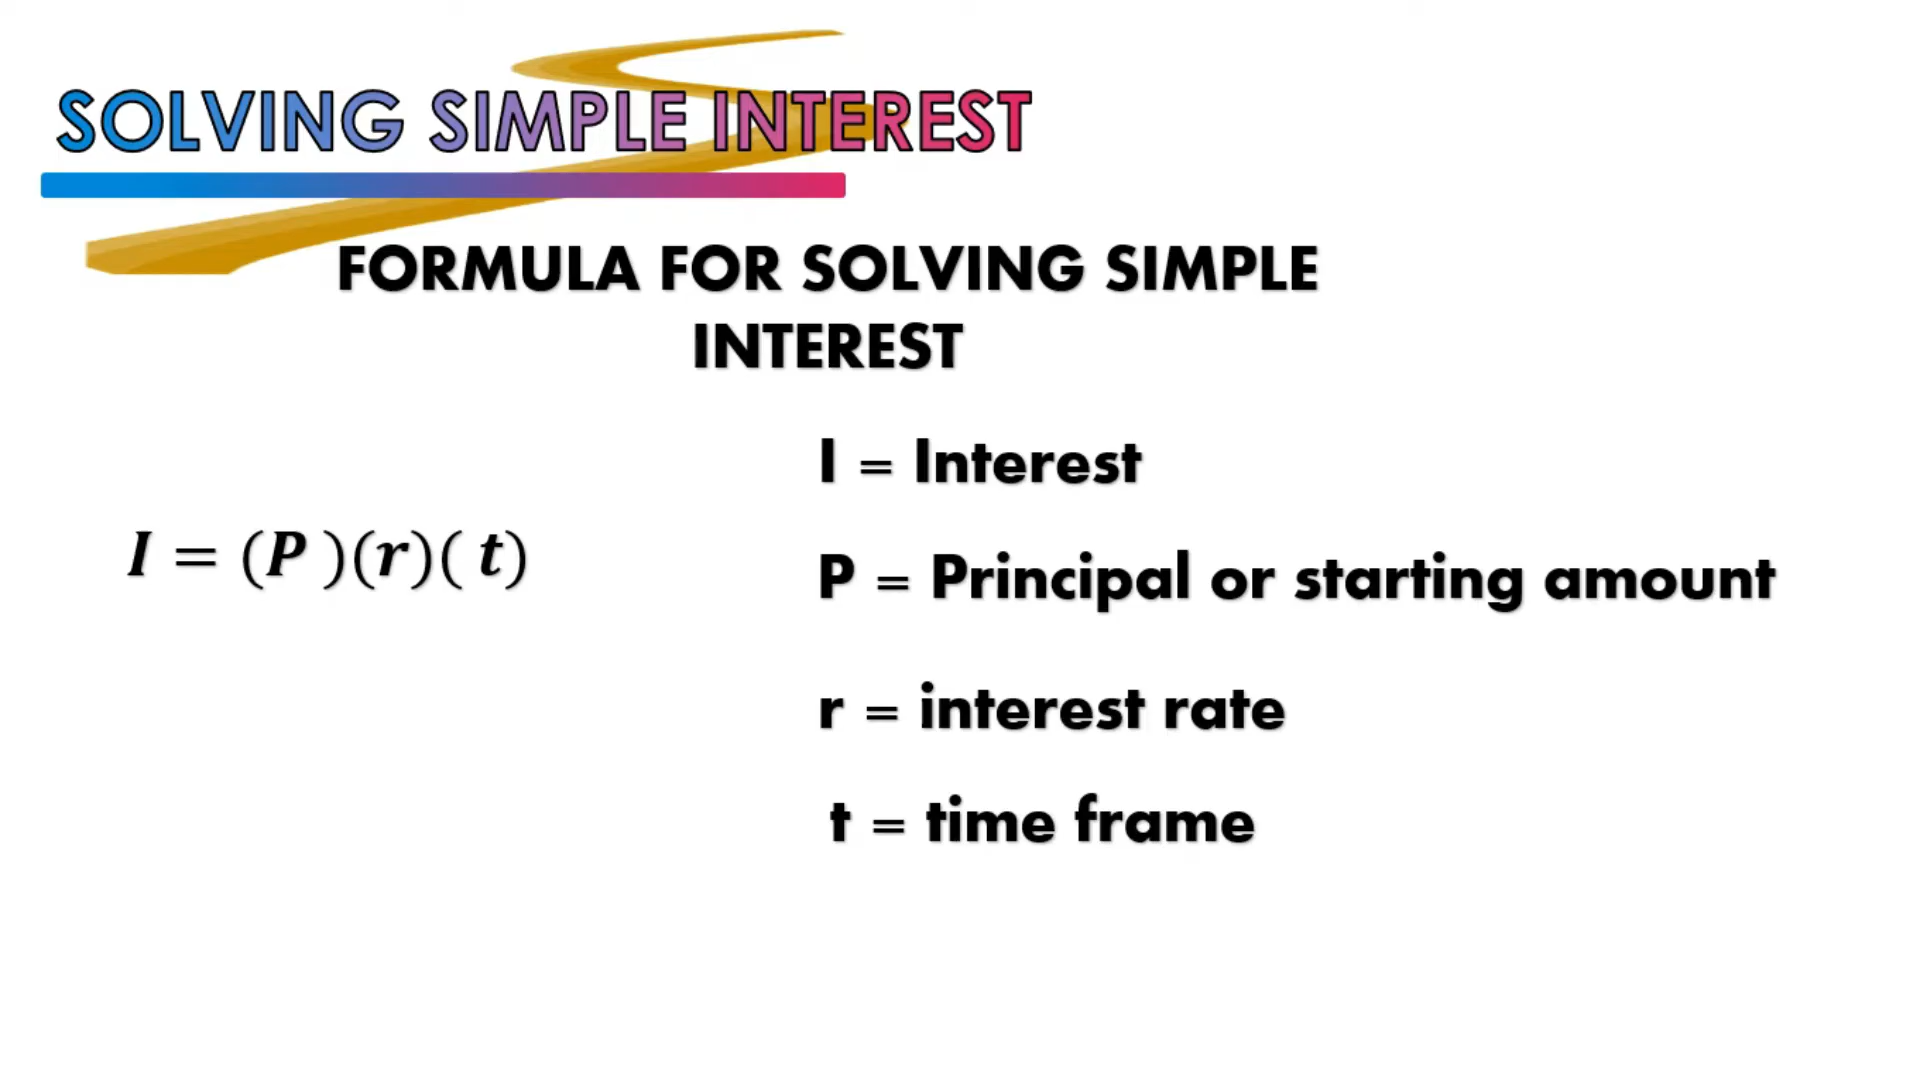 SOLVING SIMPLE INTEREST
FORMULA FOR SOLVING SIMPLE
INTEREST
I = (P )(r)( t)
I = Interest
P = Principal or starting amount
r = interest rate
t = time frame